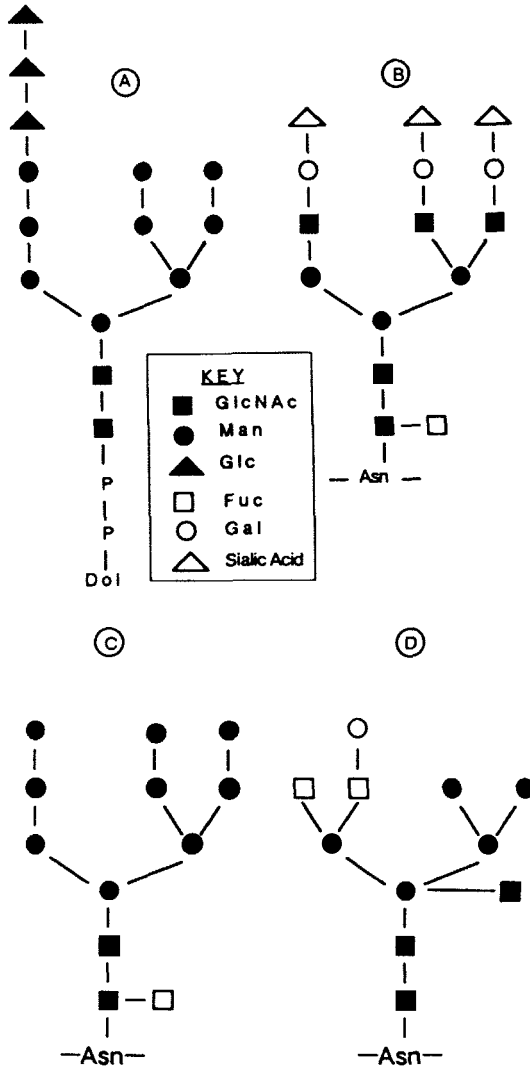 A
B
KEY
GlcNAc
Man
Glc
Fuc
Gal
Sialic Acid
P
P
Dol
— Asn —
C
D
—Asn—
—Asn—